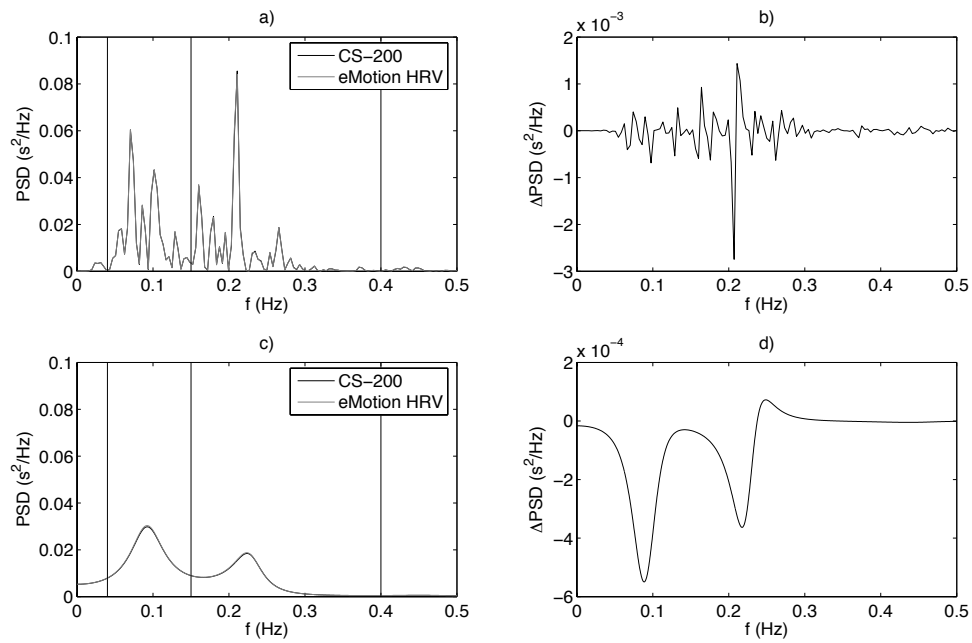 a)
0.1
0.08
0.06
0.04
0.02
0
PSD (s²/Hz)
CS−200
eMotion HRV
0 0.1 0.2 0.3 0.4 0.5
f (Hz)
b)
x 10⁻³
2
1
0
−1
−2
−3
ΔPSD (s²/Hz)
0 0.1 0.2 0.3 0.4 0.5
f (Hz)
c)
0.1
0.08
0.06
0.04
0.02
0
PSD (s²/Hz)
CS−200
eMotion HRV
0 0.1 0.2 0.3 0.4 0.5
f (Hz)
d)
x 10⁻⁴
2
0
−2
−4
−6
ΔPSD (s²/Hz)
0 0.1 0.2 0.3 0.4 0.5
f (Hz)